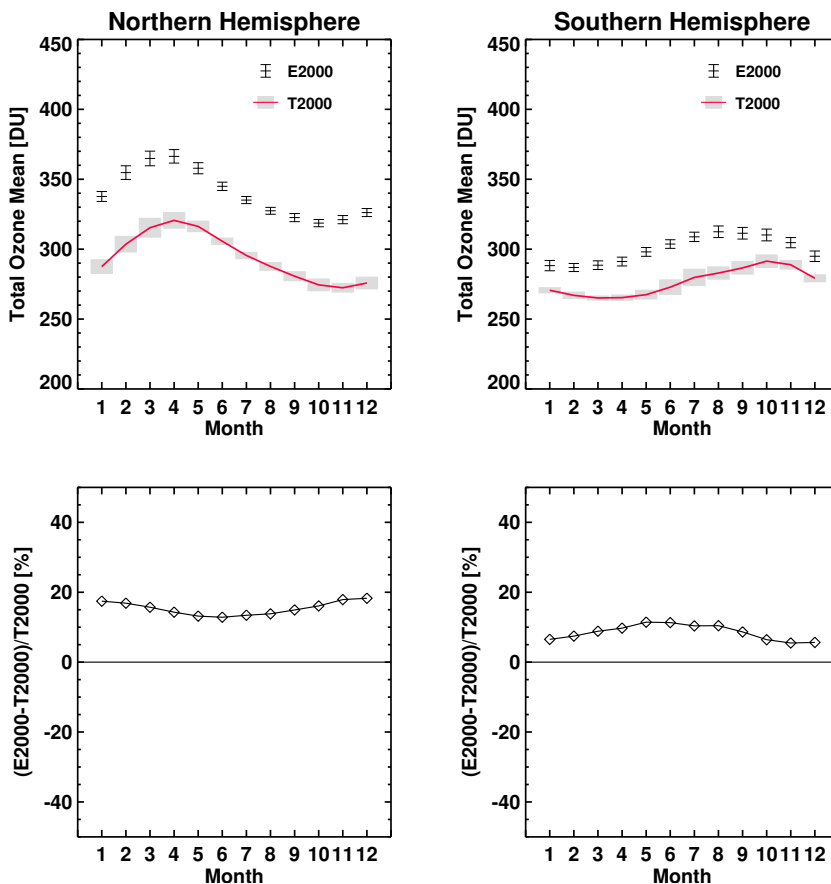 Northern Hemisphere
450
400
350
300
250
200
Total Ozone Mean [DU]
E2000
T2000
1 2 3 4 5 6 7 8 9 10 11 12
Month
Southern Hemisphere
450
400
350
300
250
200
Total Ozone Mean [DU]
E2000
T2000
1 2 3 4 5 6 7 8 9 10 11 12
Month
40
20
0
-20
-40
(E2000-T2000)/T2000 [%]
1 2 3 4 5 6 7 8 9 10 11 12
Month
40
20
0
-20
-40
(E2000-T2000)/T2000 [%]
1 2 3 4 5 6 7 8 9 10 11 12
Month